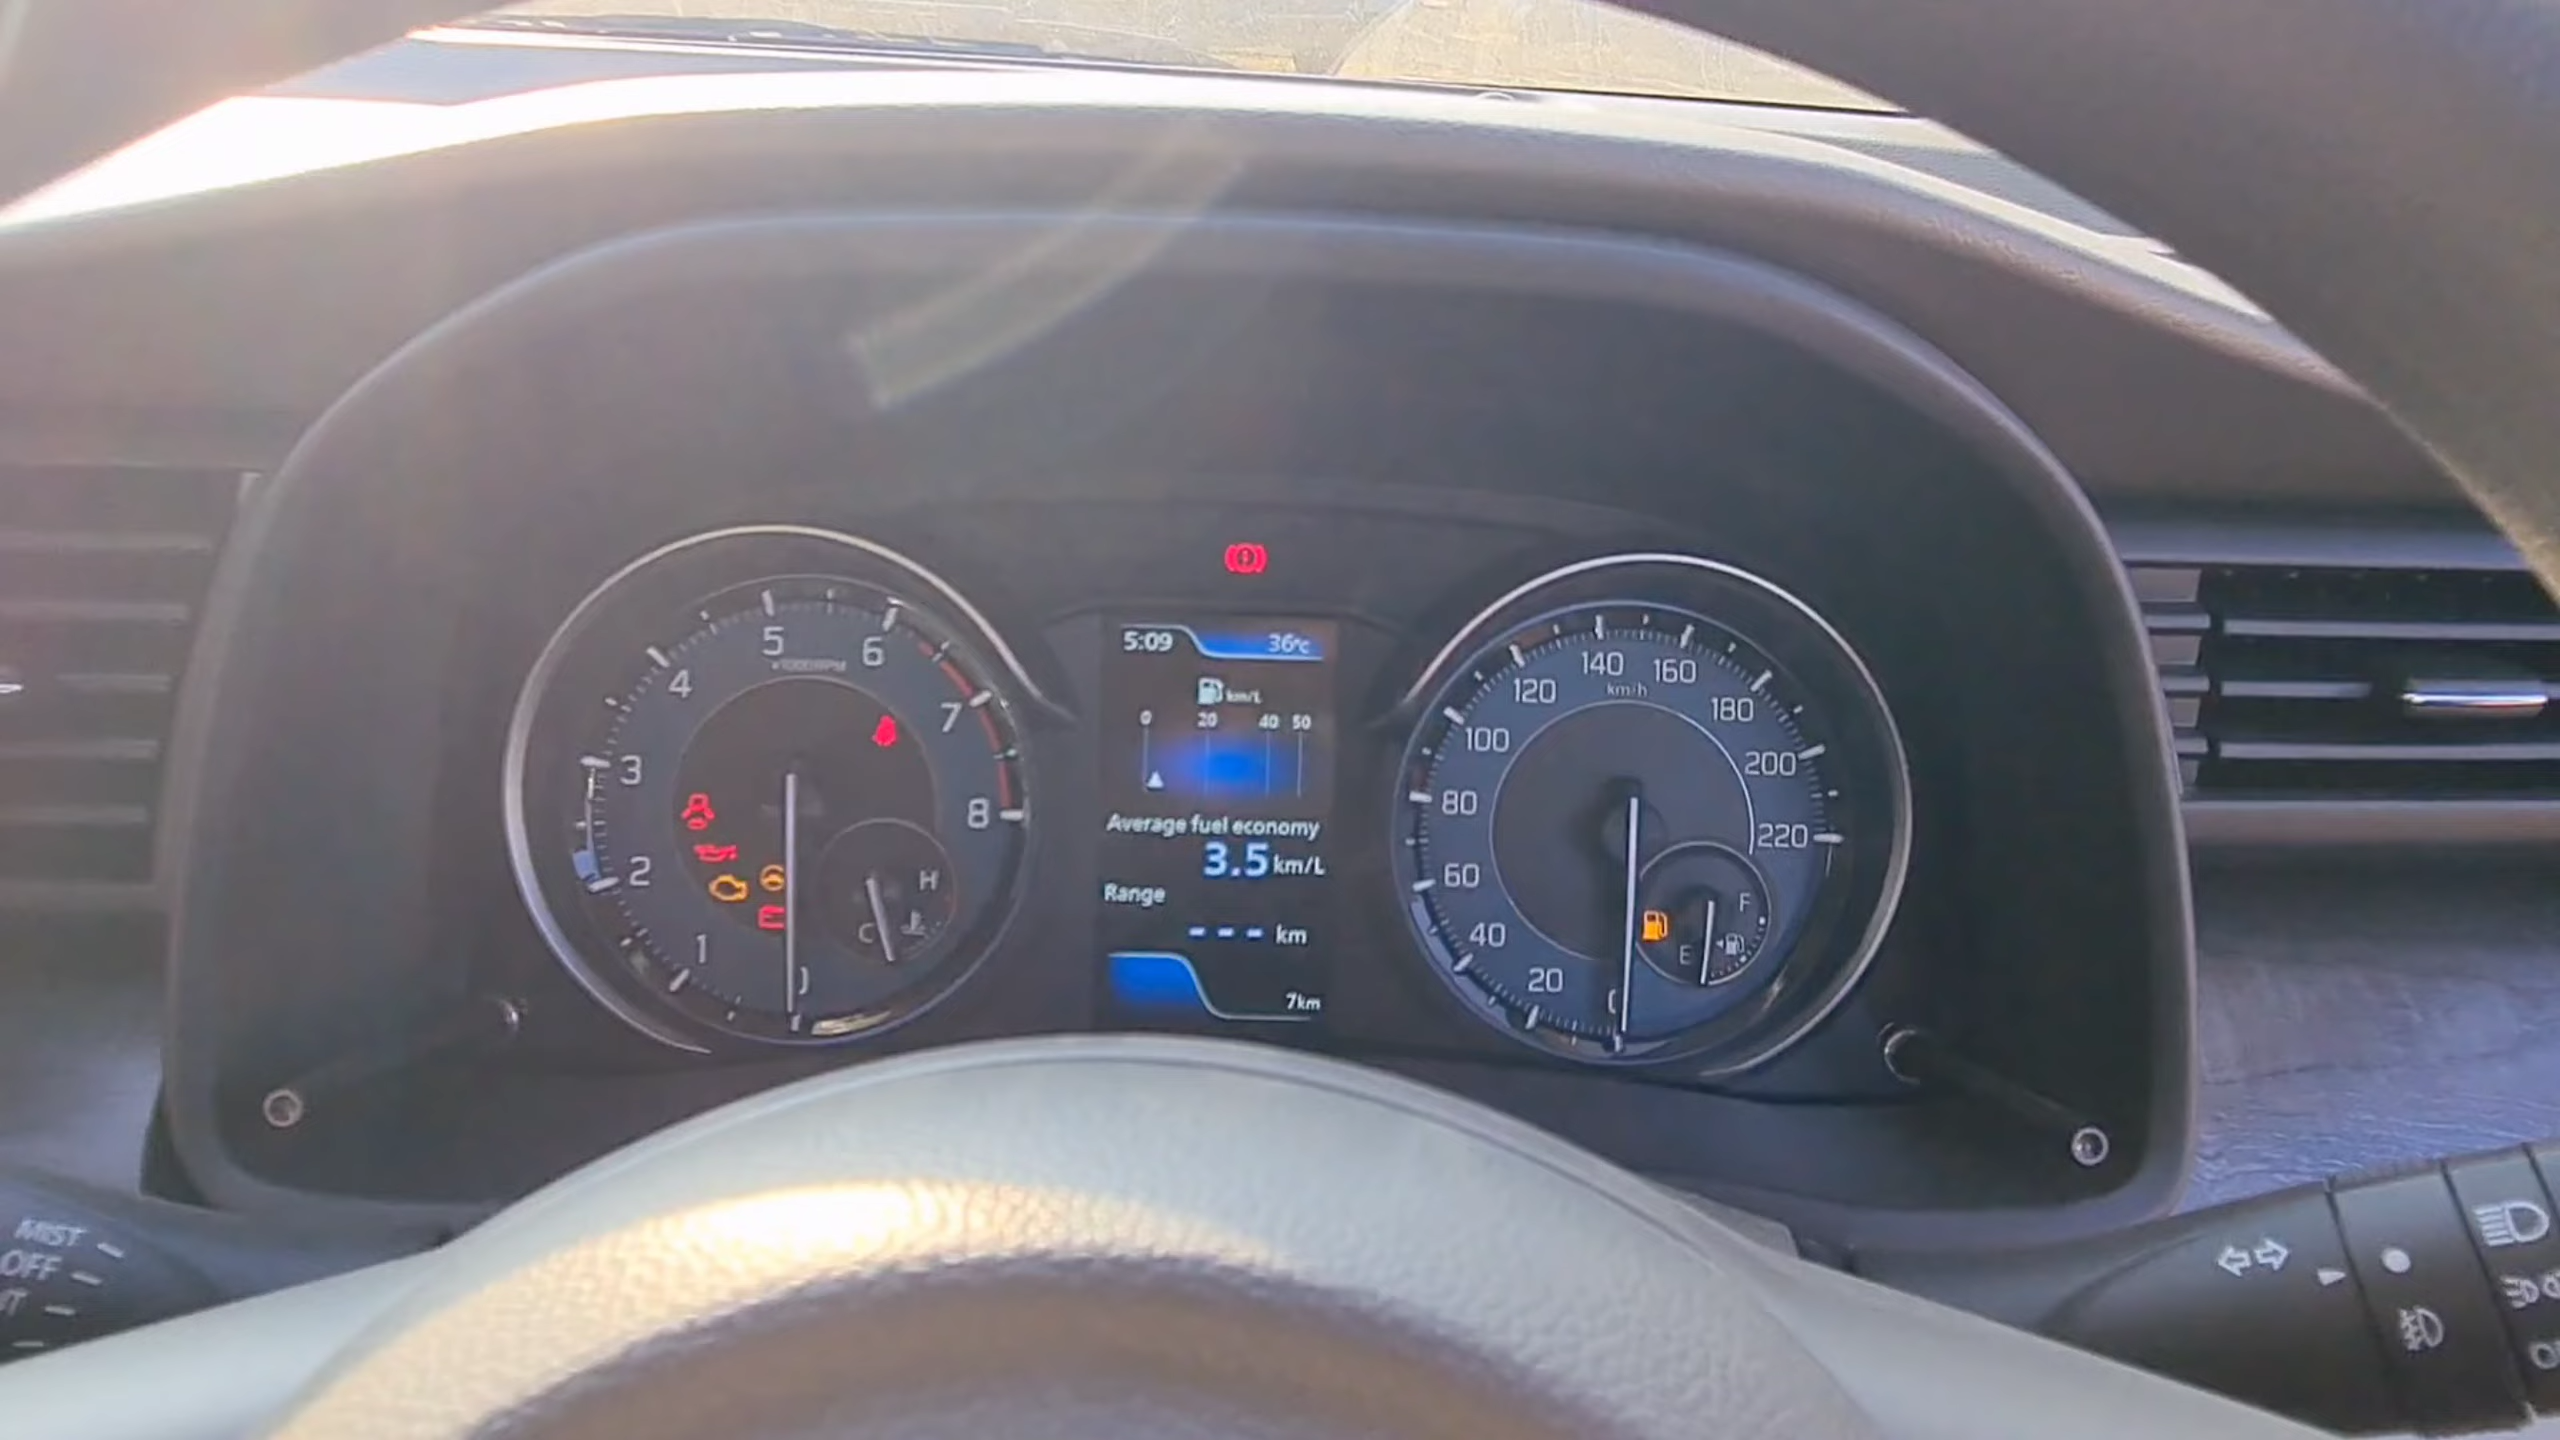 5:09 36°c
km/L
0 20 40 50
Average fuel economy
3.5 km/L
Range
--- km
7km
1
2
3
4
5
6
7
8
x1000RPM
H
C
20
40
60
80
100
120
140
160
180
200
220
km/h
F
E
MIST
OFF